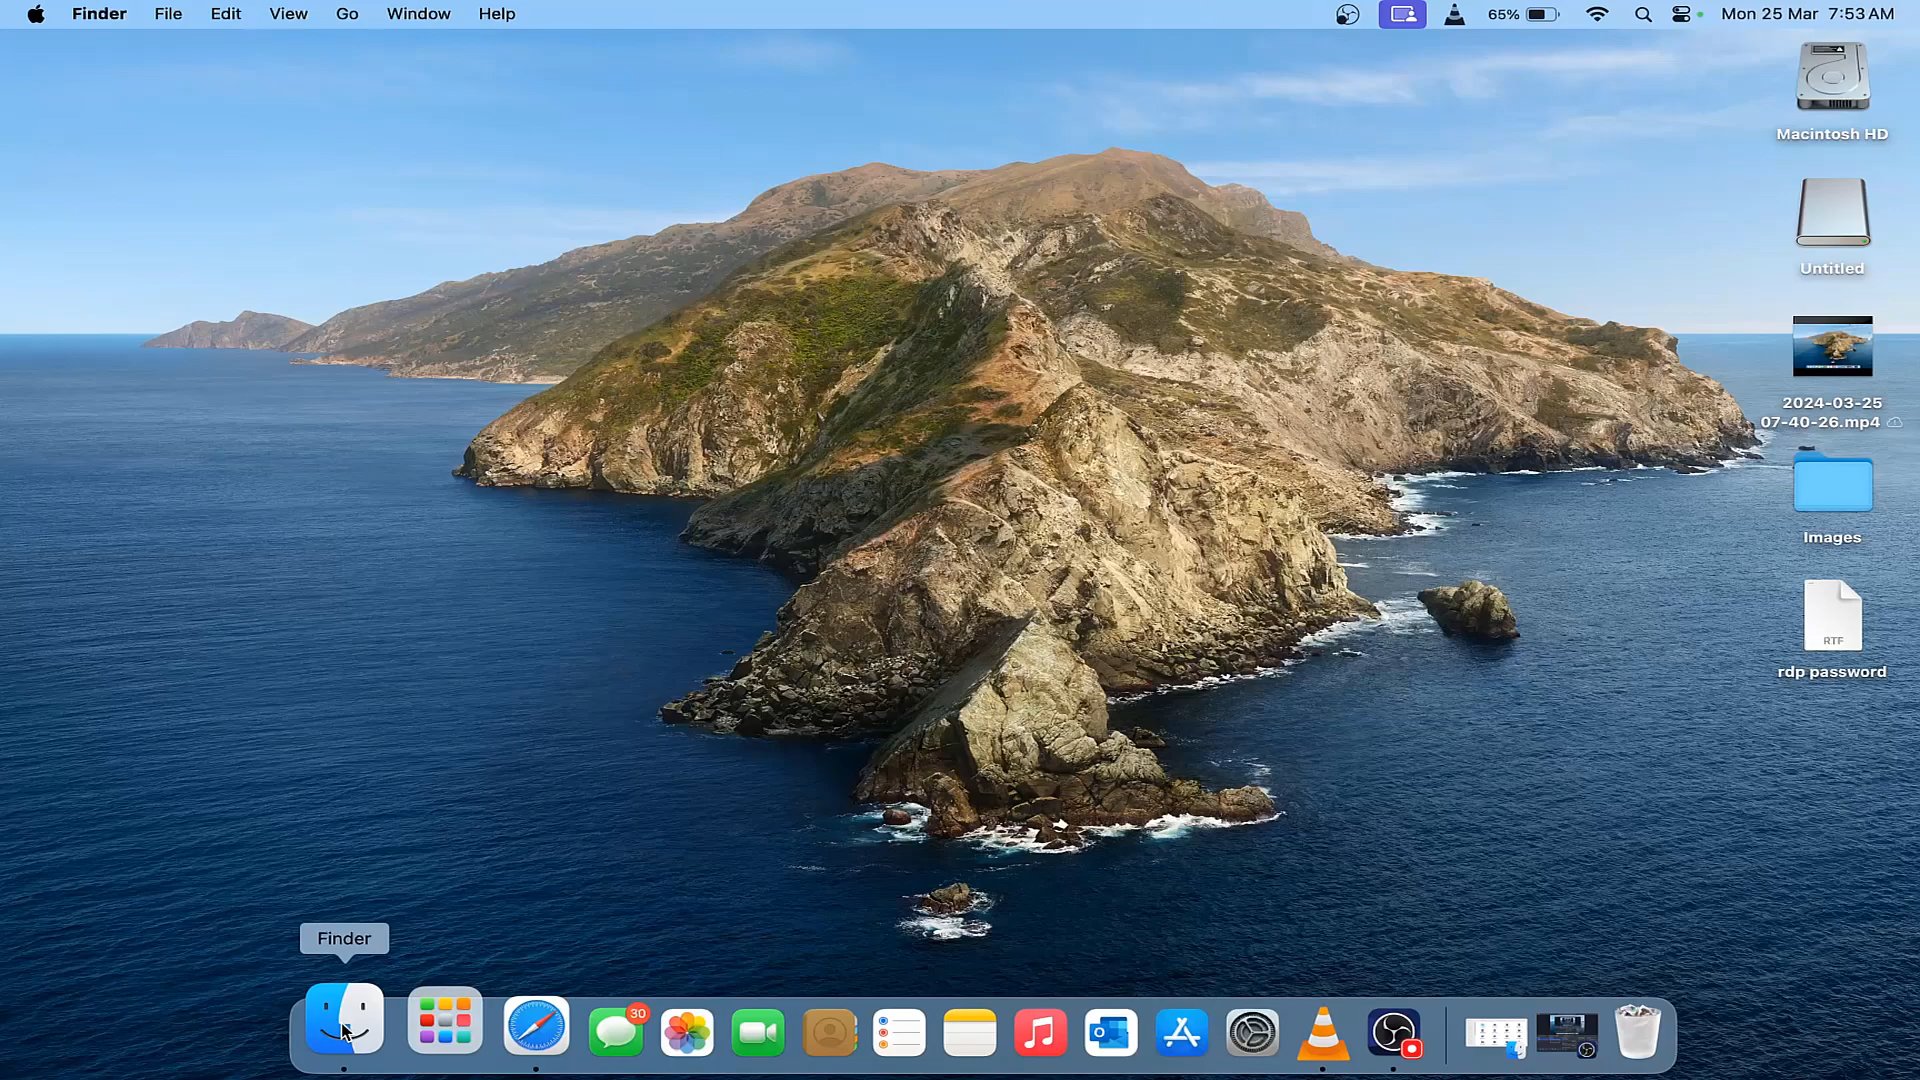 Finder File Edit View Go Window Help 65% Mon 25 Mar 7:53 AM
Macintosh HD
Untitled
2024-03-25
07-40-26.mp4
Images
RTF
rdp password
Finder
30